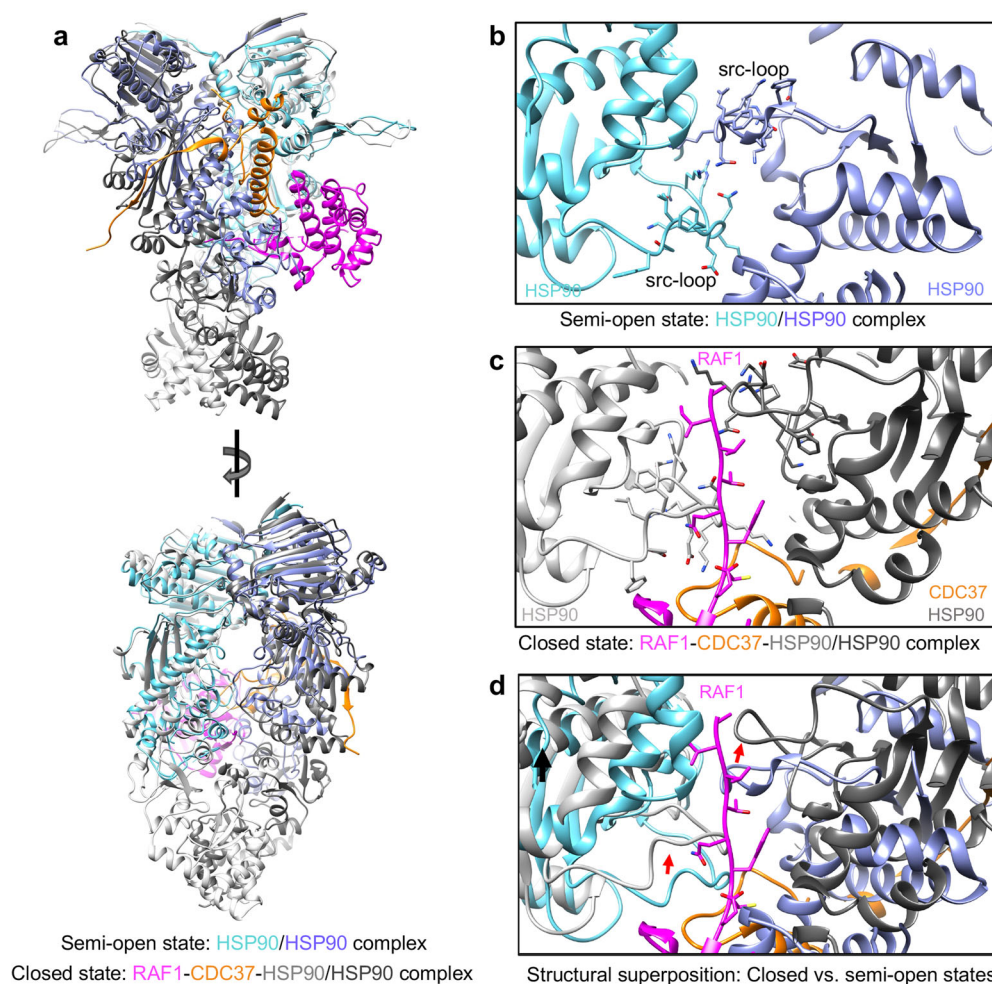 a
Semi-open state: HSP90/HSP90 complex
Closed state: RAF1-CDC37-HSP90/HSP90 complex
b
src-loop
src-loop
HSP90
HSP90
Semi-open state: HSP90/HSP90 complex
c
RAF1
CDC37
HSP90
HSP90
Closed state: RAF1-CDC37-HSP90/HSP90 complex
d
RAF1
Structural superposition: Closed vs. semi-open states